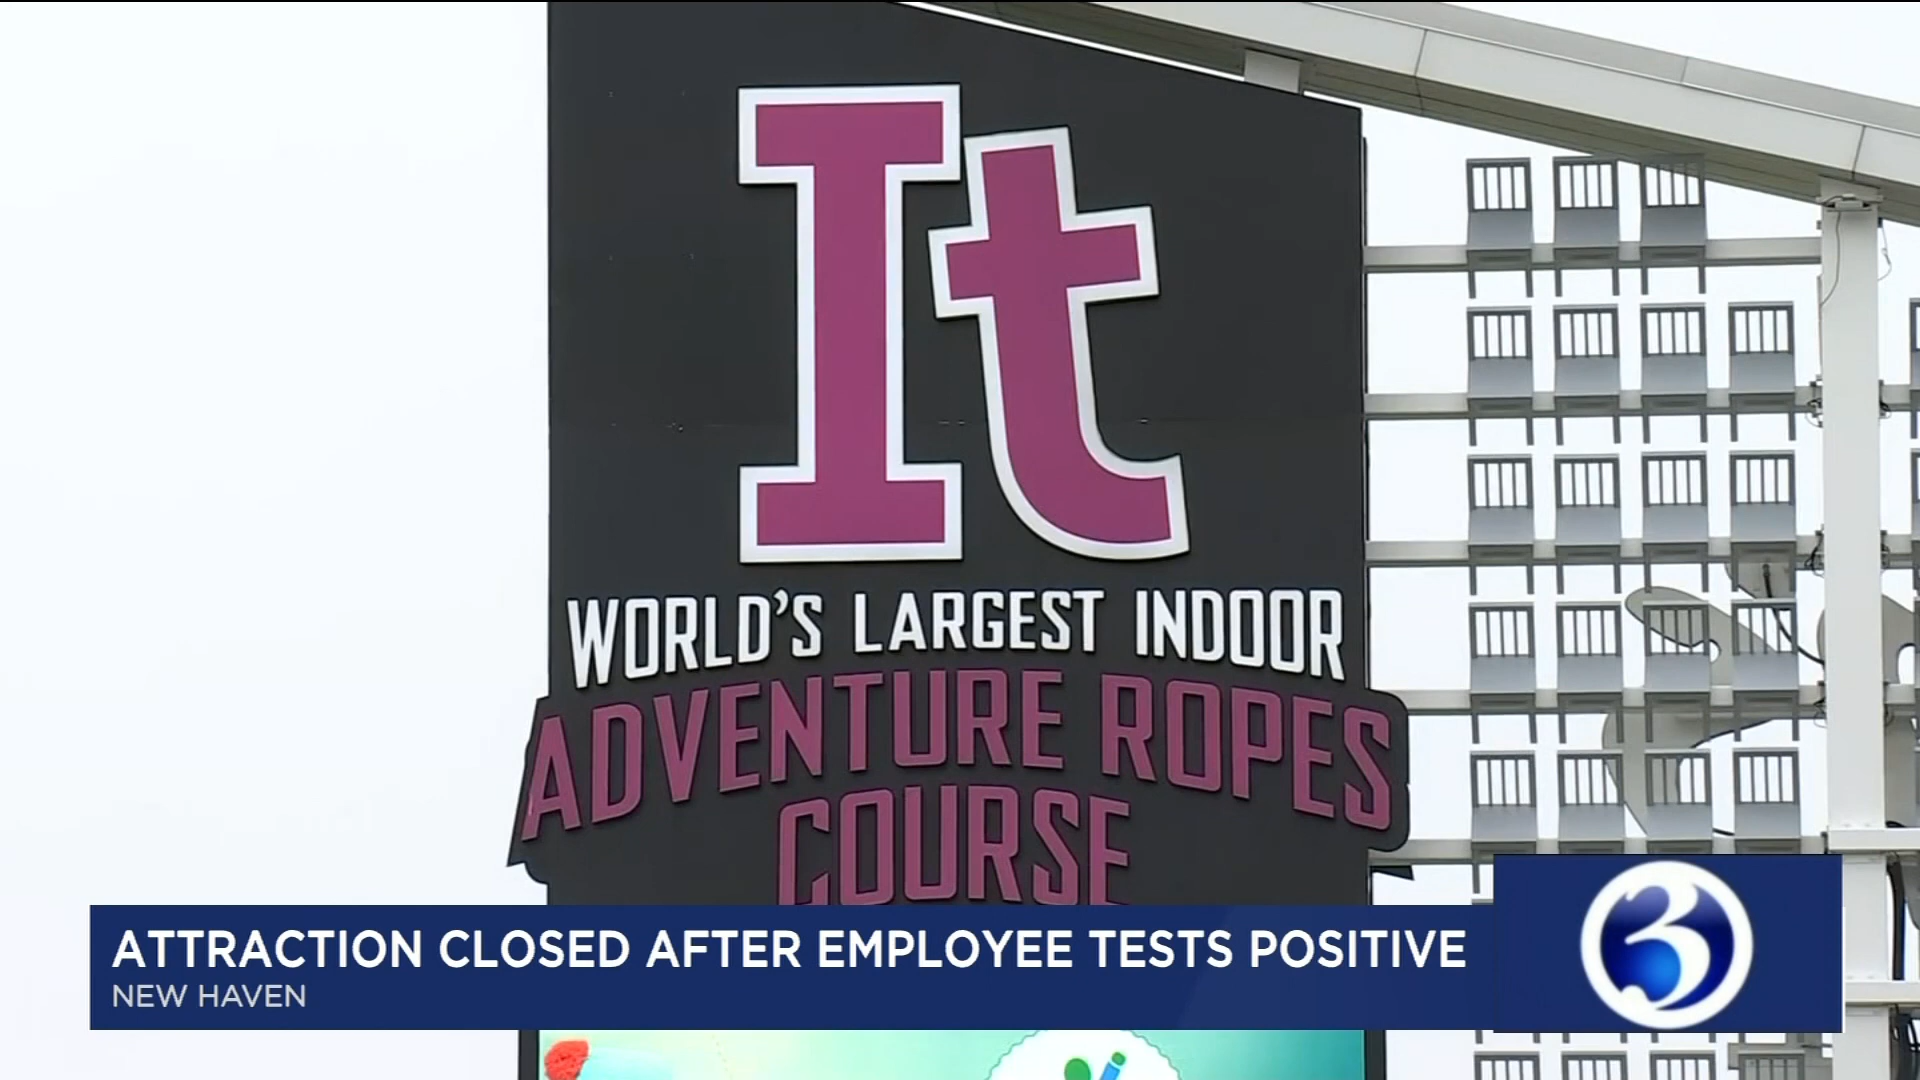 It
WORLD'S LARGEST INDOOR
ADVENTURE ROPES
COURSE
ATTRACTION CLOSED AFTER EMPLOYEE TESTS POSITIVE
NEW HAVEN
3